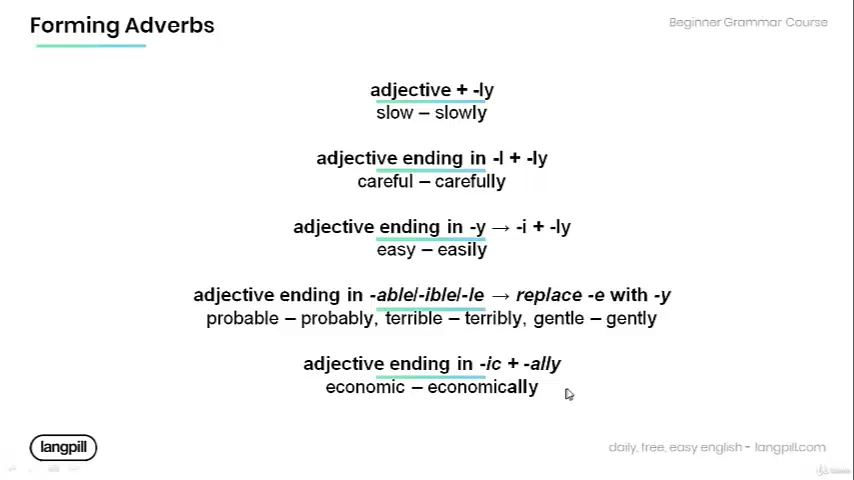 Forming Adverbs
Beginner Grammar Course
adjective + -ly
slow – slowly
adjective ending in -l + -ly
careful – carefully
adjective ending in -y → -i + -ly
easy – easily
adjective ending in -able/-ible/-le → replace -e with -y
probable – probably, terrible – terribly, gentle – gently
adjective ending in -ic + -ally
economic – economically
langpill
daily, free, easy english - langpill.com